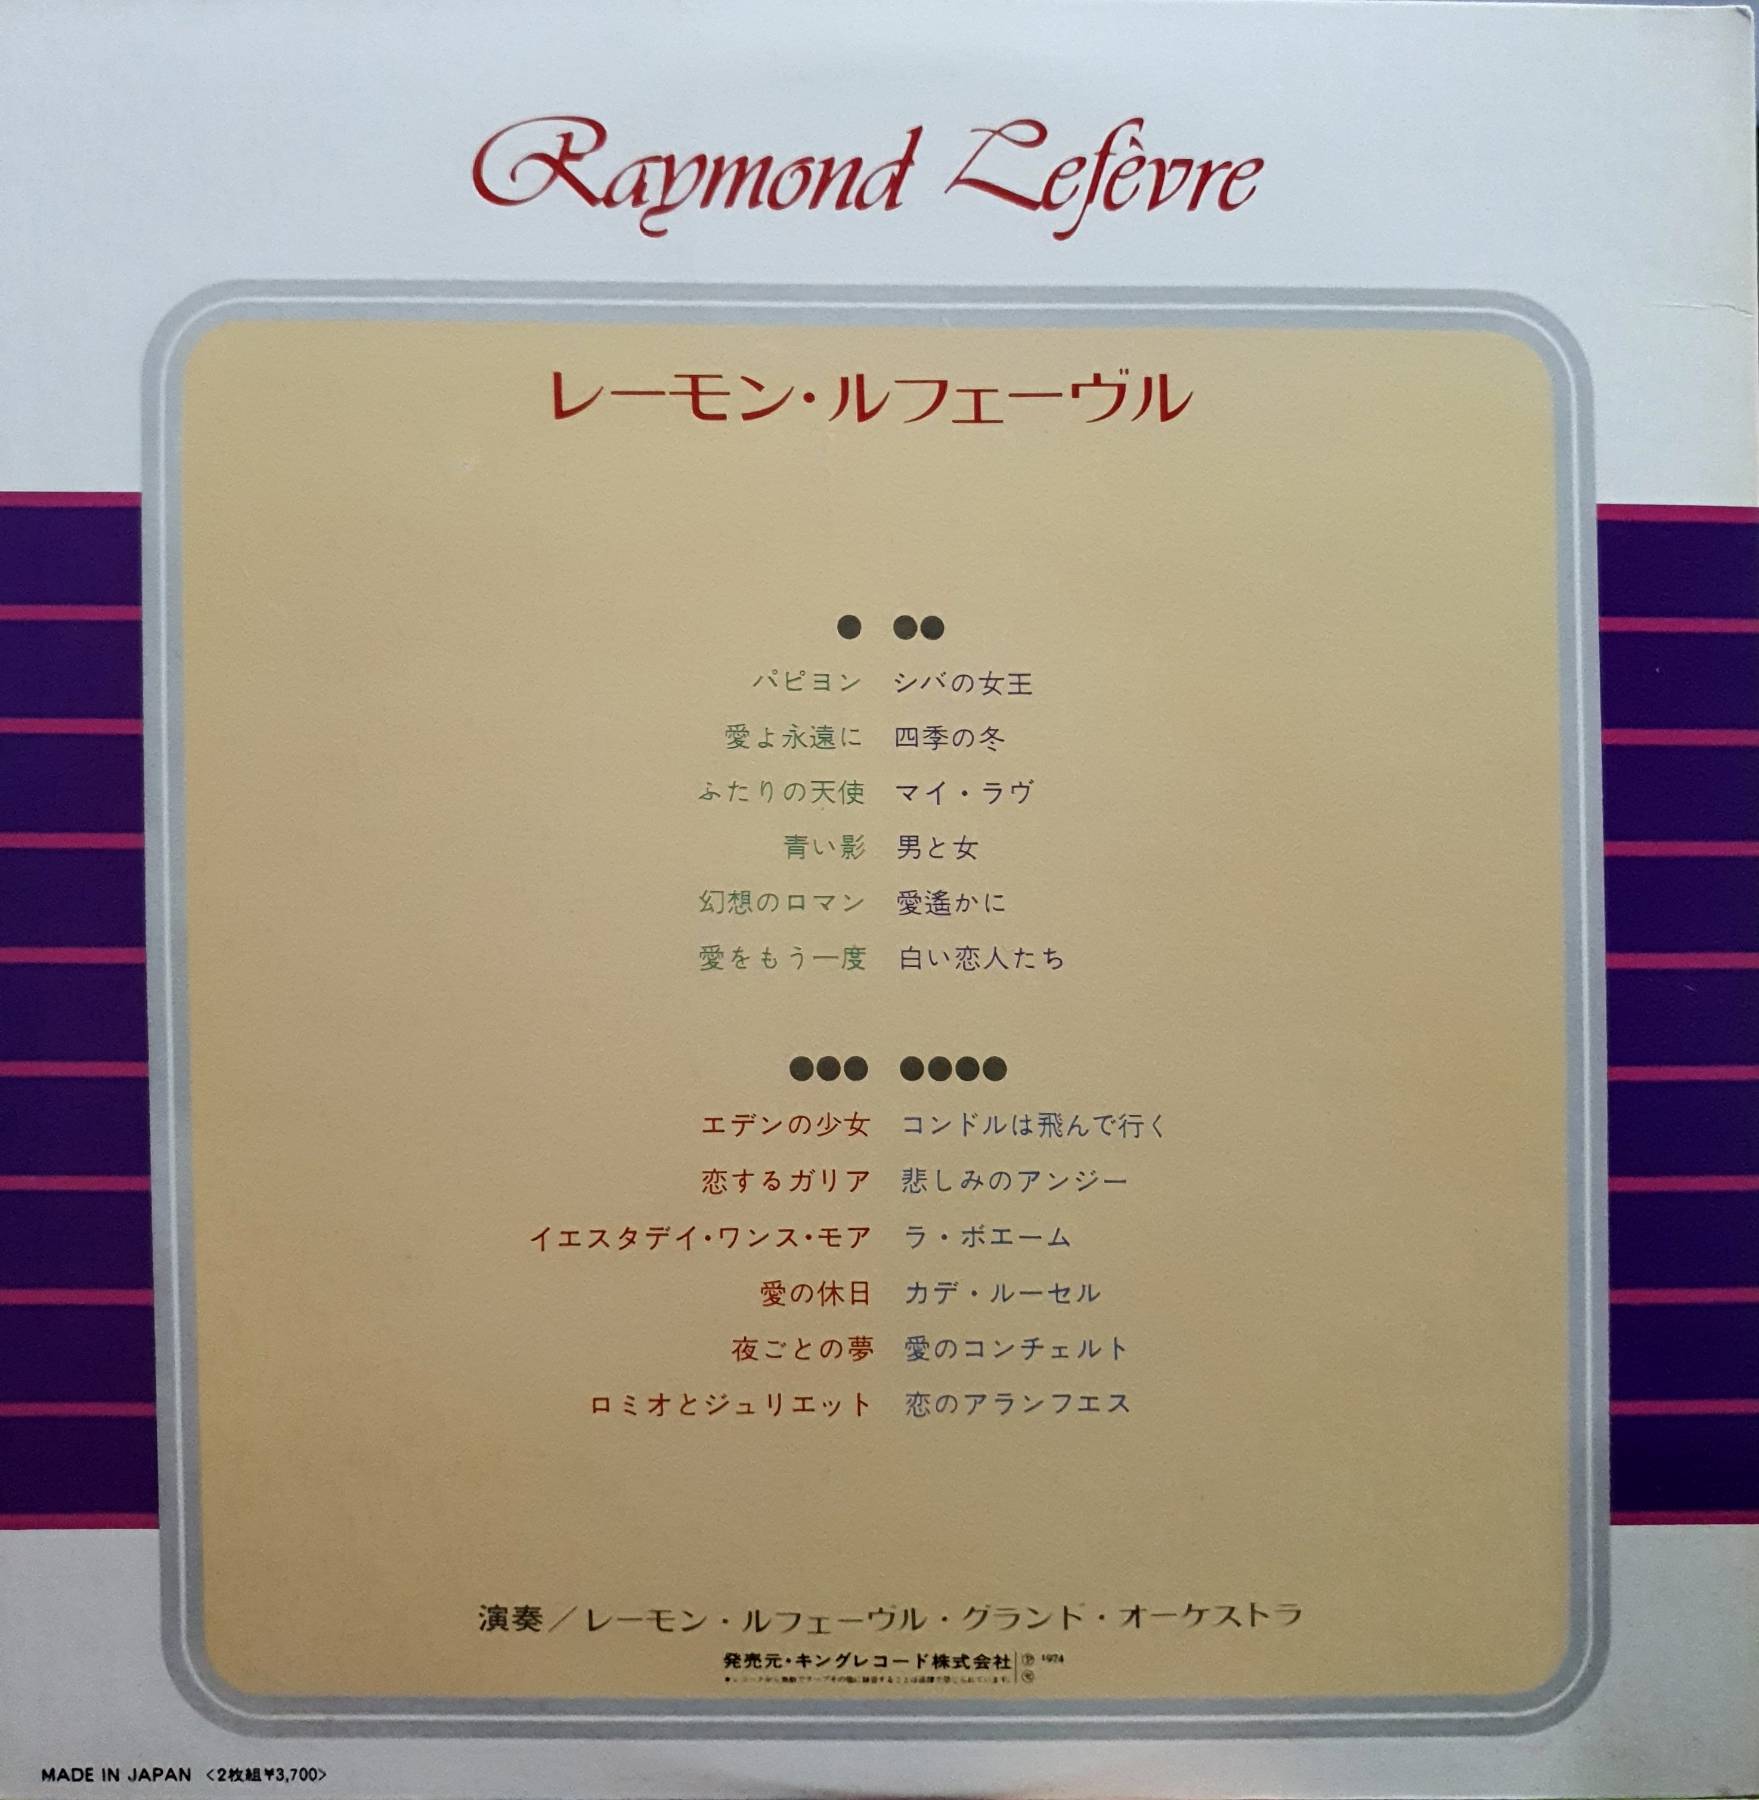 Raymond Lefèvre
レーモン・ルフェーヴル
●
パピヨン
愛よ永遠に
ふたりの天使
青い影
幻想のロマン
愛をもう一度
●●
シバの女王
四季の冬
マイ・ラヴ
男と女
愛遙かに
白い恋人たち
●●●
エデンの少女
恋するガリア
イエスタデイ・ワンス・モア
愛の休日
夜ごとの夢
ロミオとジュリエット
●●●●
コンドルは飛んで行く
悲しみのアンジー
ラ・ボエーム
カデ・ルーセル
愛のコンチェルト
恋のアランフエス
演奏／レーモン・ルフェーヴル・グランド・オーケストラ
発売元・キングレコード株式会社 ℗ 1974
MADE IN JAPAN 〈2枚組¥3,700〉